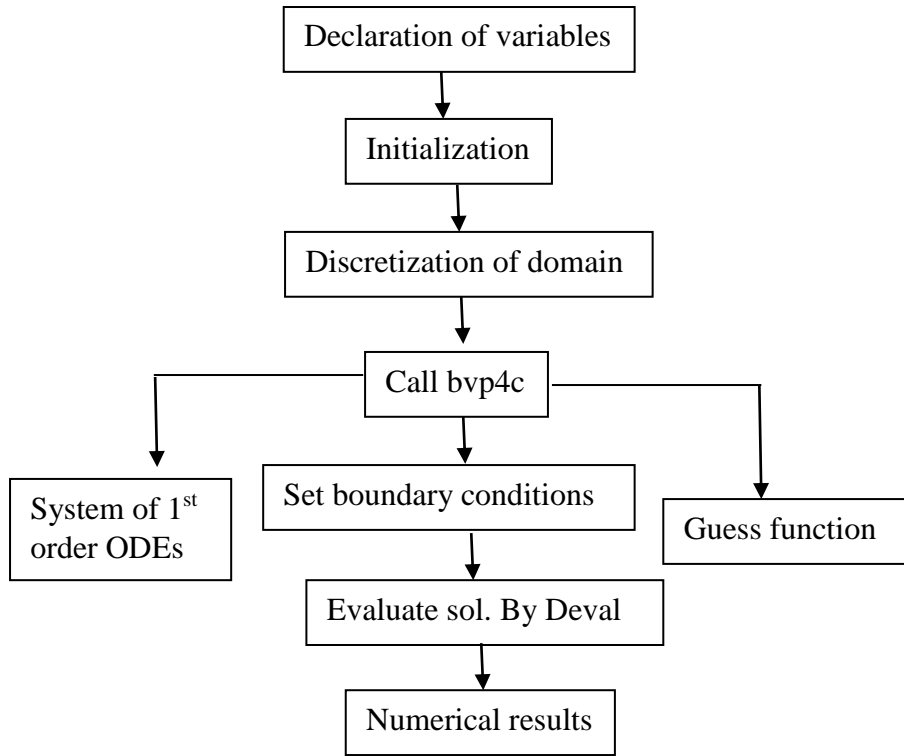 Declaration of variables
Initialization
Discretization of domain
Call bvp4c
System of 1st
order ODEs
Set boundary conditions
Guess function
Evaluate sol. By Deval
Numerical results